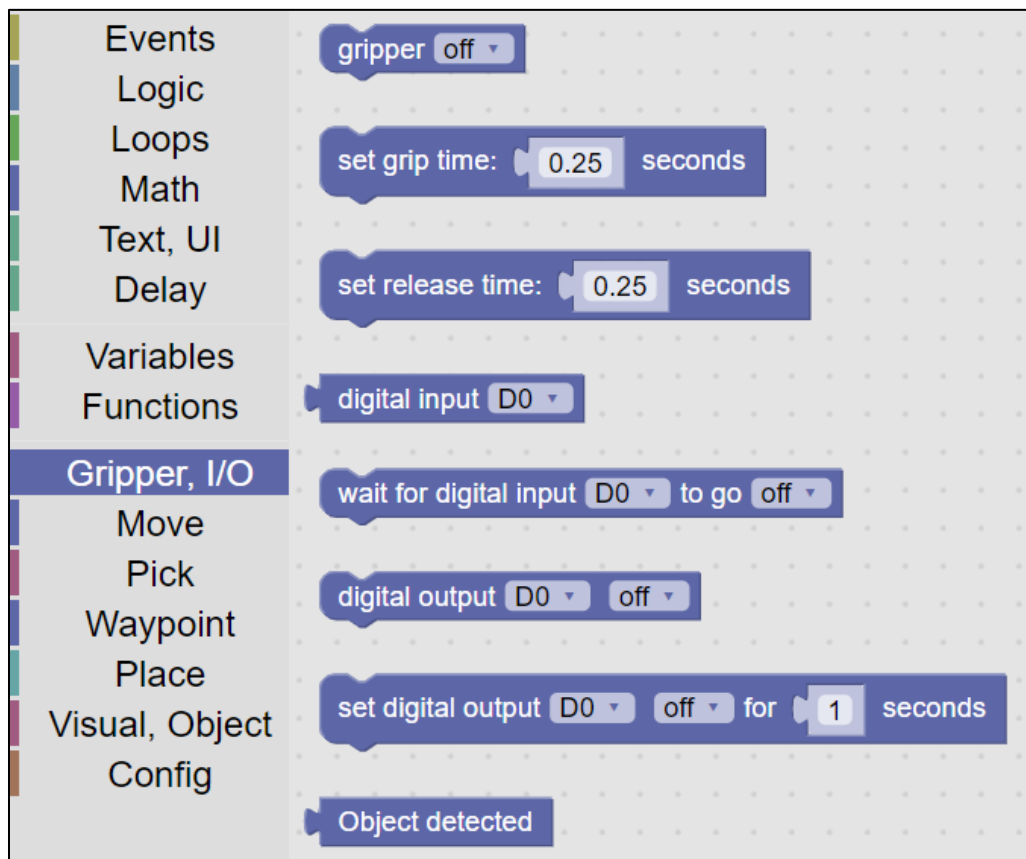 Events
Logic
Loops
Math
Text, UI
Delay
Variables
Functions
Gripper, I/O
Move
Pick
Waypoint
Place
Visual, Object
Config
gripper off
set grip time: 0.25 seconds
set release time: 0.25 seconds
digital input D0
wait for digital input D0 to go off
digital output D0 off
set digital output D0 off for 1 seconds
Object detected